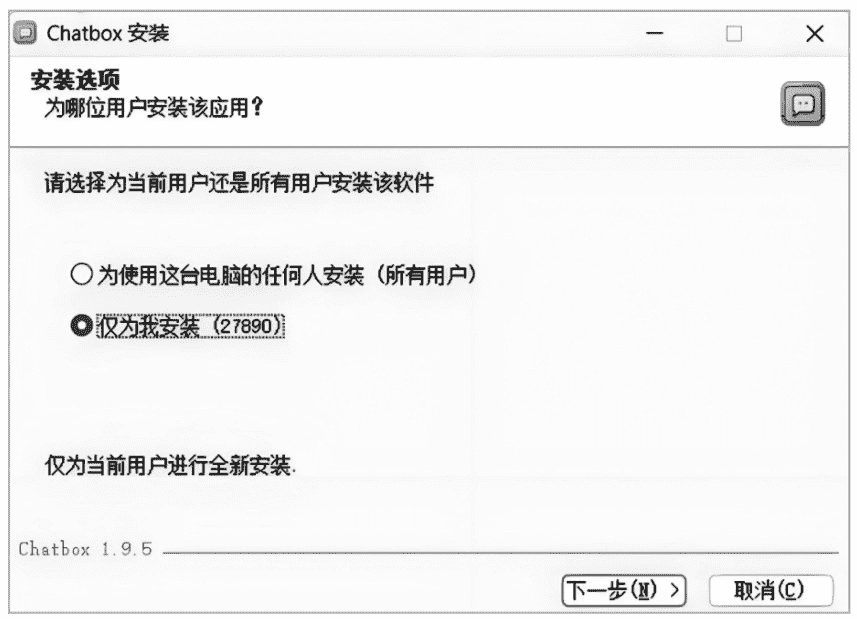 Chatbox 安装
安装选项
为哪位用户安装该应用？
请选择为当前用户还是所有用户安装该软件
为使用这台电脑的任何人安装（所有用户）
仅为我安装（27890）
仅为当前用户进行全新安装.
Chatbox 1.9.5
下一步(N) >
取消(C)